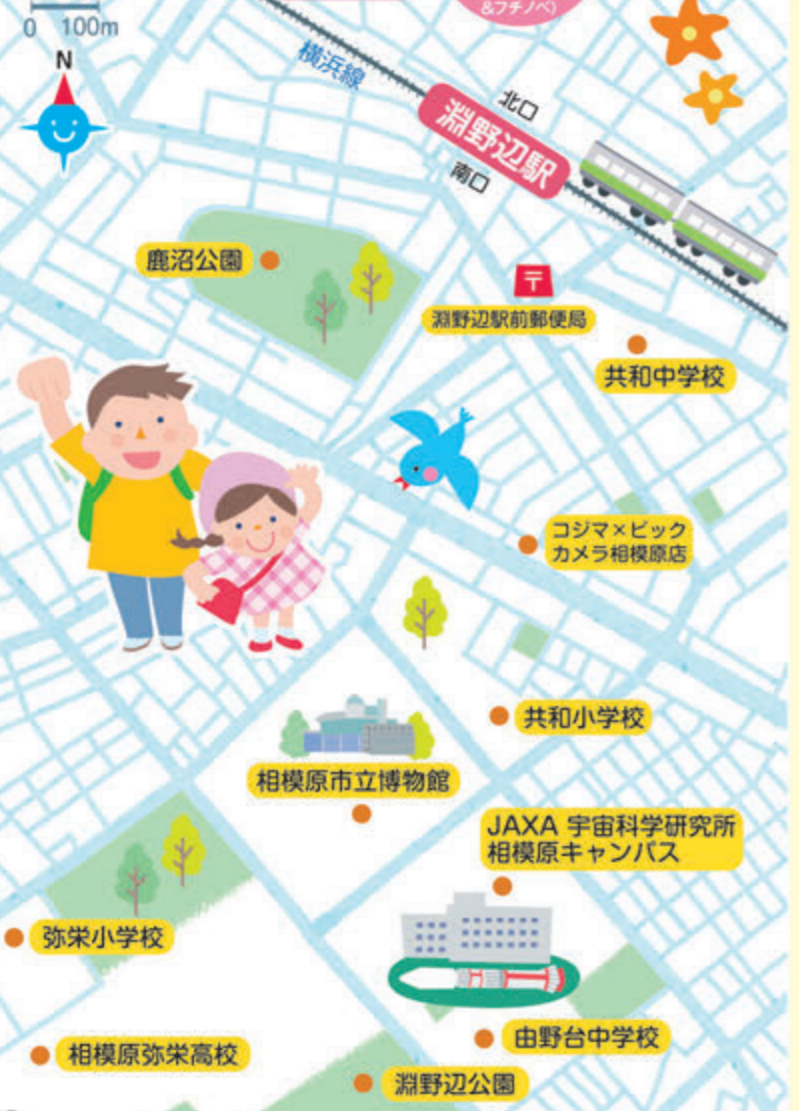 &フチノベ)
0 100m
N
横浜線
北口
淵野辺駅
南口
鹿沼公園
〒
淵野辺駅前郵便局
共和中学校
コジマ×ビック
カメラ相模原店
共和小学校
相模原市立博物館
JAXA 宇宙科学研究所
相模原キャンパス
弥栄小学校
由野台中学校
相模原弥栄高校
淵野辺公園